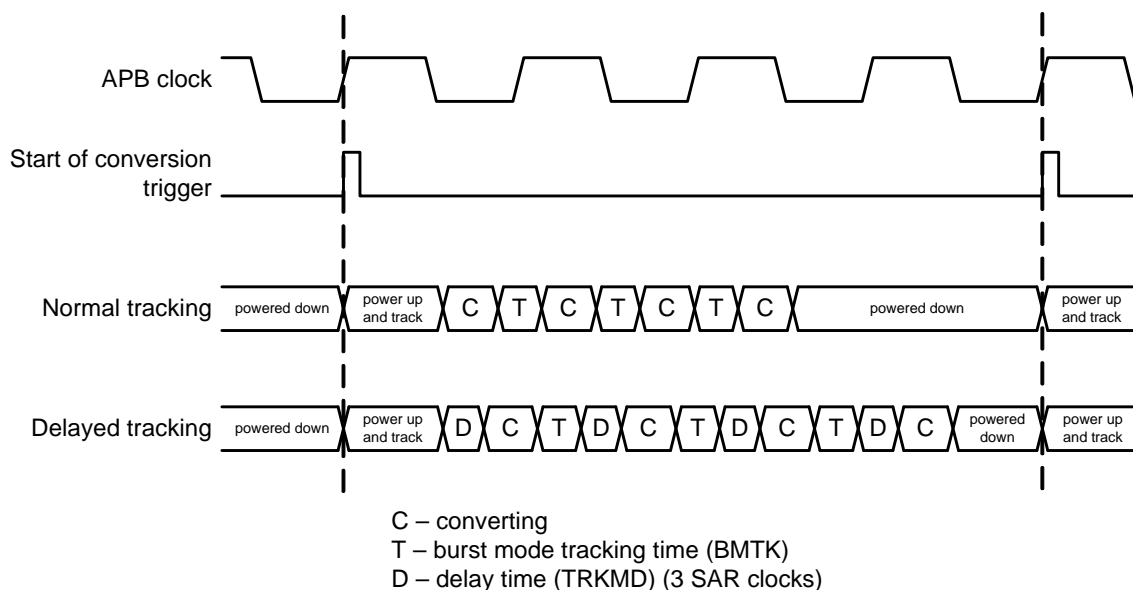 APB clock
Start of conversion
trigger
Normal tracking
powered down
power up
and track
C T C T C T C
powered down
power up
and track
Delayed tracking
powered down
power up
and track
D C T D C T D C T D C
powered
down
power up
and track
C – converting
T – burst mode tracking time (BMTK)
D – delay time (TRKMD) (3 SAR clocks)